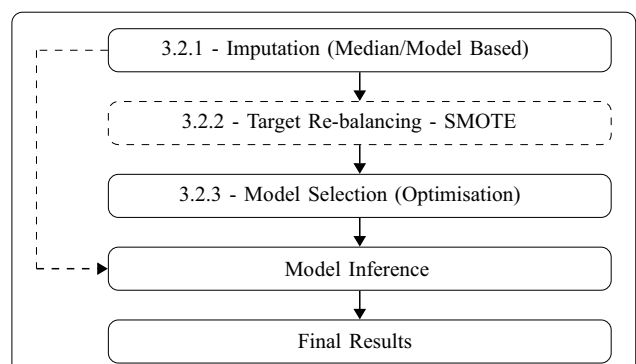 3.2.1 - Imputation (Median/Model Based)
3.2.2 - Target Re-balancing - SMOTE
3.2.3 - Model Selection (Optimisation)
Model Inference
Final Results